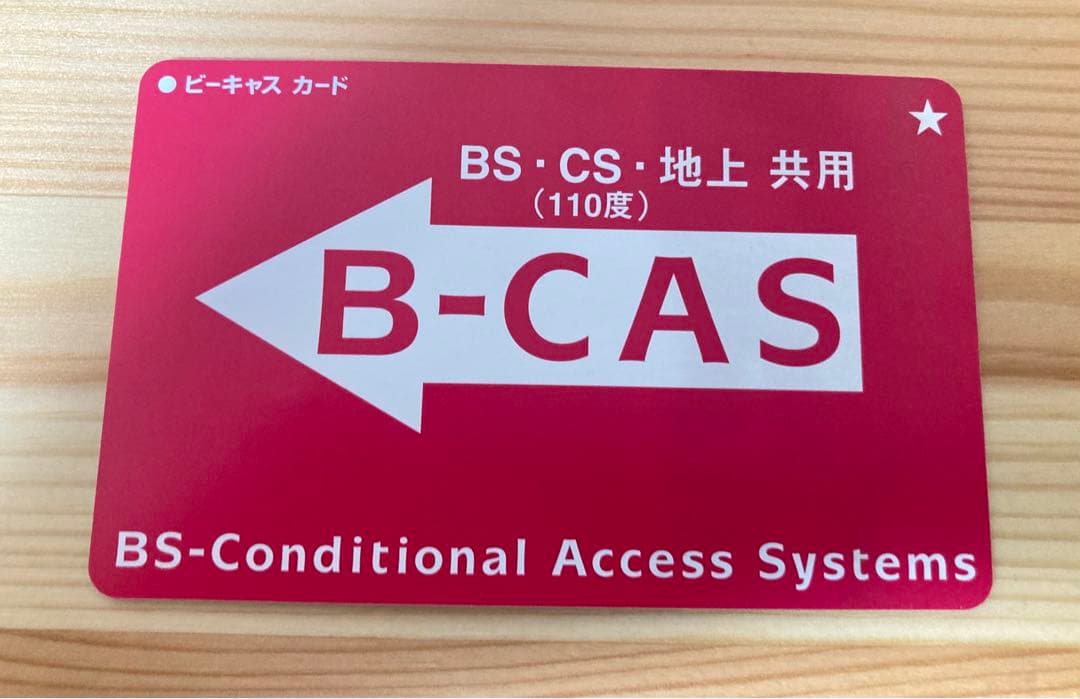 ●ビーキャス カード
★
BS・CS・地上 共用
（110度）
B-CAS
BS-Conditional Access Systems